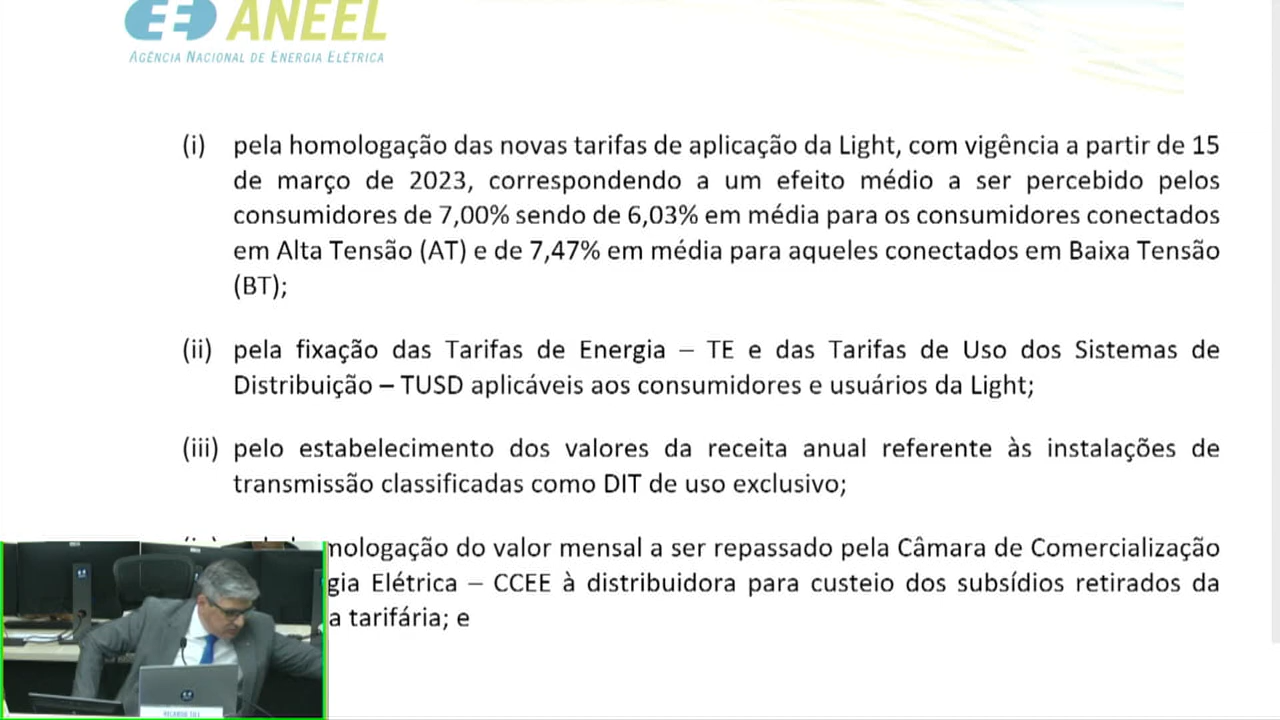 ANEEL
AGÊNCIA NACIONAL DE ENERGIA ELÉTRICA
(i) pela homologação das novas tarifas de aplicação da Light, com vigência a partir de 15
de março de 2023, correspondendo a um efeito médio a ser percebido pelos
consumidores de 7,00% sendo de 6,03% em média para os consumidores conectados
em Alta Tensão (AT) e de 7,47% em média para aqueles conectados em Baixa Tensão
(BT);
(ii) pela fixação das Tarifas de Energia – TE e das Tarifas de Uso dos Sistemas de
Distribuição – TUSD aplicáveis aos consumidores e usuários da Light;
(iii) pelo estabelecimento dos valores da receita anual referente às instalações de
transmissão classificadas como DIT de uso exclusivo;
mologação do valor mensal a ser repassado pela Câmara de Comercialização
gia Elétrica – CCEE à distribuidora para custeio dos subsídios retirados da
a tarifária; e